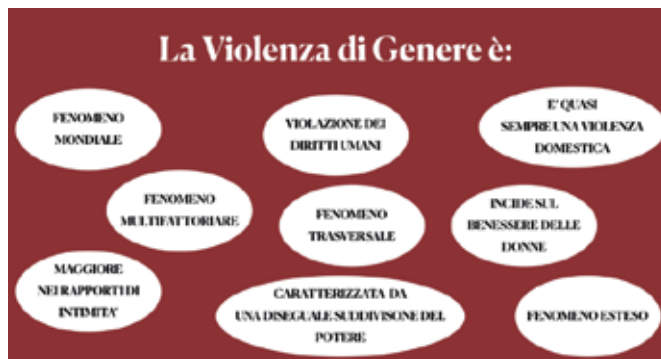 La Violenza di Genere è:
FENOMENO
MONDIALE
VIOLAZIONE DEI
DIRITTI UMANI
E' QUASI
SEMPRE UNA VIOLENZA
DOMESTICA
FENOMENO
MULTIFATTORIARE
FENOMENO
TRASVERSALE
INCIDE SUL
BENESSERE DELLE
DONNE
MAGGIORE
NEI RAPPORTI DI
INTIMITA'
CARATTERIZZATA DA
UNA DISEGUALE SUDDIVISONE DEL
POTERE
FENOMENO ESTESO